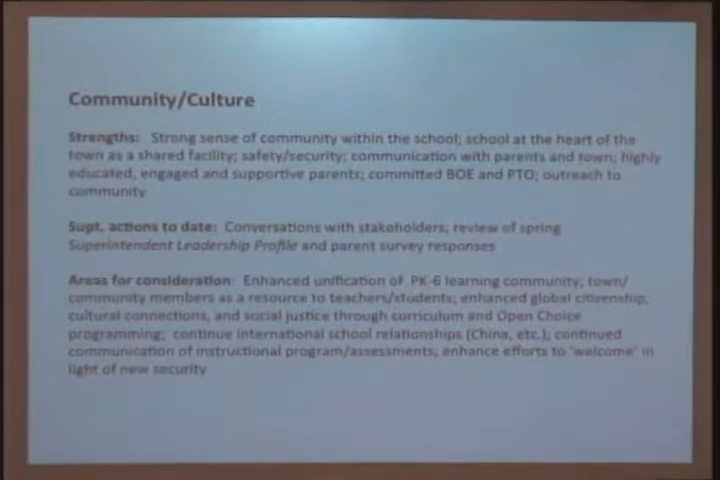 Community/Culture
Strengths:  Strong sense of community within the school; school at the heart of the
town as a shared facility; safety/security; communication with parents and town; highly
educated, engaged and supportive parents; committed BOE and PTO; outreach to
community
Supt. actions to date:  Conversations with stakeholders; review of spring
Superintendent Leadership Profile and parent survey responses
Areas for consideration:  Enhanced unification of PK-6 learning community; town/
community members as a resource to teachers/students; enhanced global citizenship,
cultural connections, and social justice through curriculum and Open Choice
programming;  continue international school relationships (China, etc.); continued
communication of instructional program/assessments; enhance efforts to 'welcome' in
light of new security